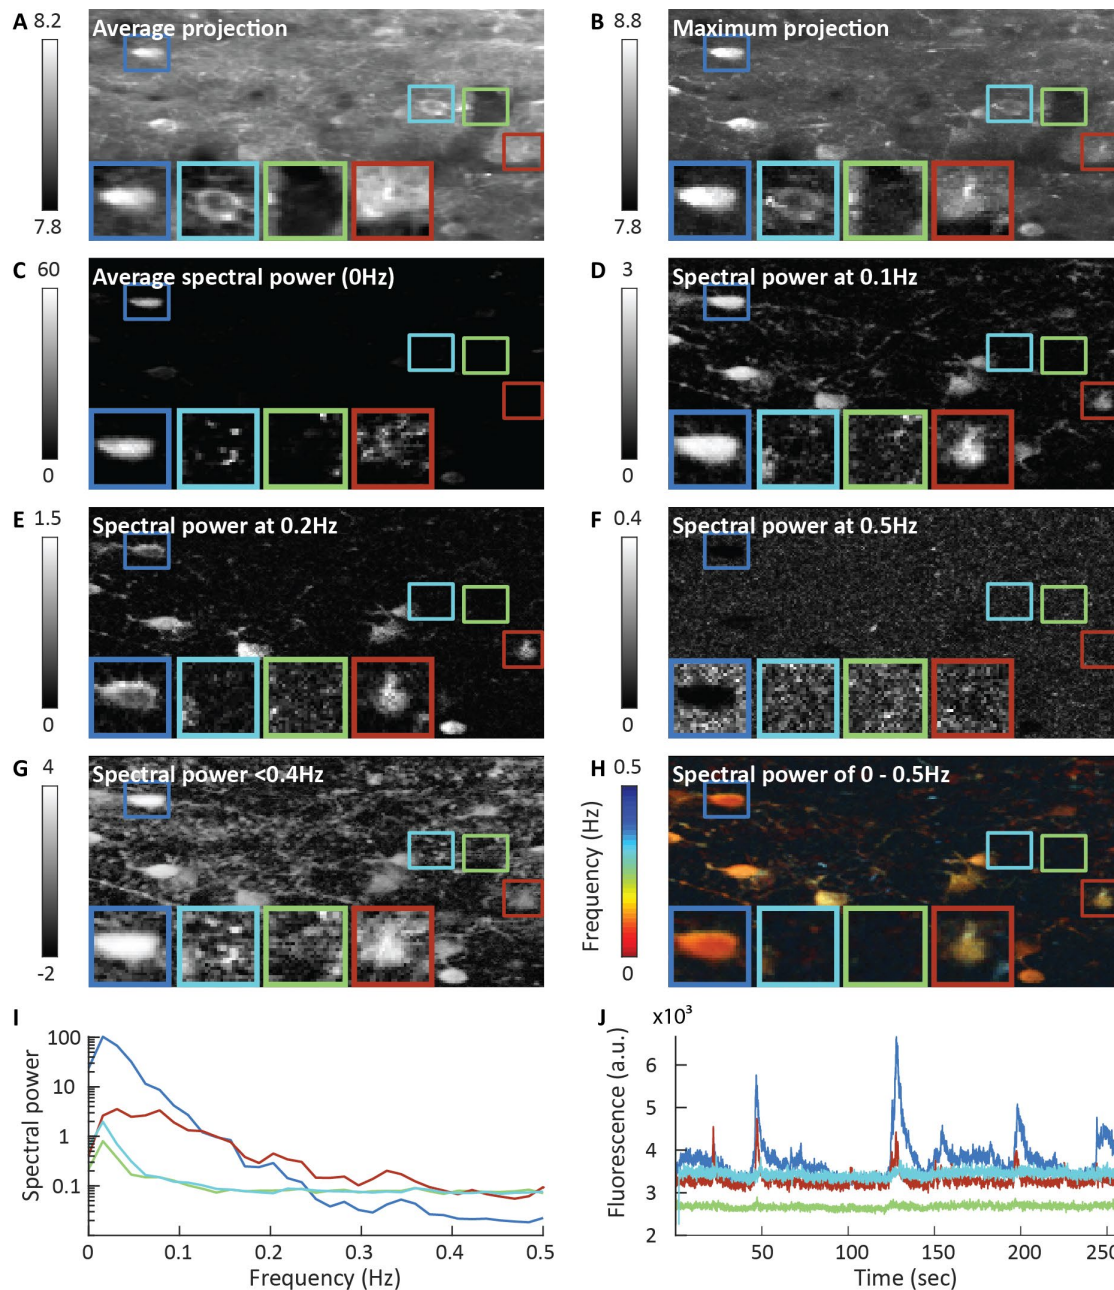 A
8.2
Average projection
7.8
B
8.8
Maximum projection
7.8
C
60
Average spectral power (0Hz)
0
D
3
Spectral power at 0.1Hz
0
E
1.5
Spectral power at 0.2Hz
0
F
0.4
Spectral power at 0.5Hz
0
G
4
Spectral power <0.4Hz
-2
H
0.5
Spectral power of 0 - 0.5Hz
Frequency (Hz)
0
I
100
10
1
0.1
Spectral power
0 0.1 0.2 0.3 0.4 0.5
Frequency (Hz)
J
x10³
6
5
4
3
2
Fluorescence (a.u.)
50 100 150 200 250
Time (sec)